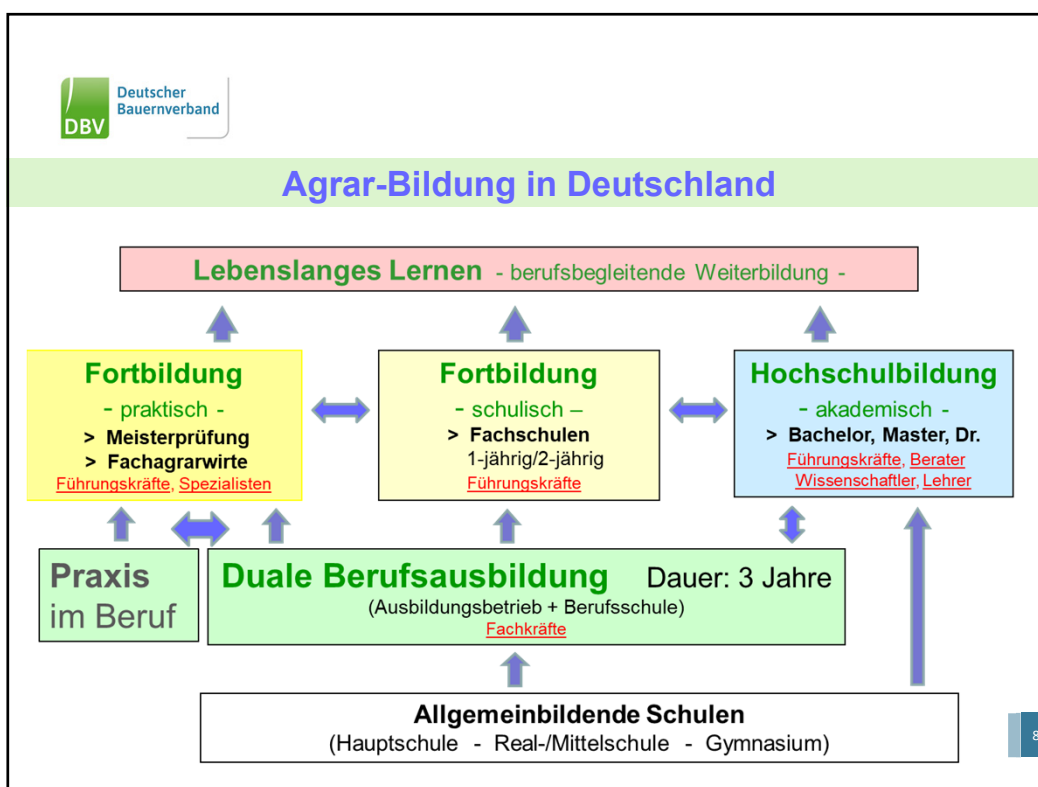 Deutscher
Bauernverband
DBV
Agrar-Bildung in Deutschland
Lebenslanges Lernen - berufsbegleitende Weiterbildung -
Fortbildung
- praktisch -
> Meisterprüfung
> Fachagrarwirte
Führungskräfte, Spezialisten
Fortbildung
- schulisch –
> Fachschulen
1-jährig/2-jährig
Führungskräfte
Hochschulbildung
- akademisch -
> Bachelor, Master, Dr.
Führungskräfte, Berater
Wissenschaftler, Lehrer
Praxis
im Beruf
Duale Berufsausbildung Dauer: 3 Jahre
(Ausbildungsbetrieb + Berufsschule)
Fachkräfte
Allgemeinbildende Schulen
(Hauptschule - Real-/Mittelschule - Gymnasium)
8